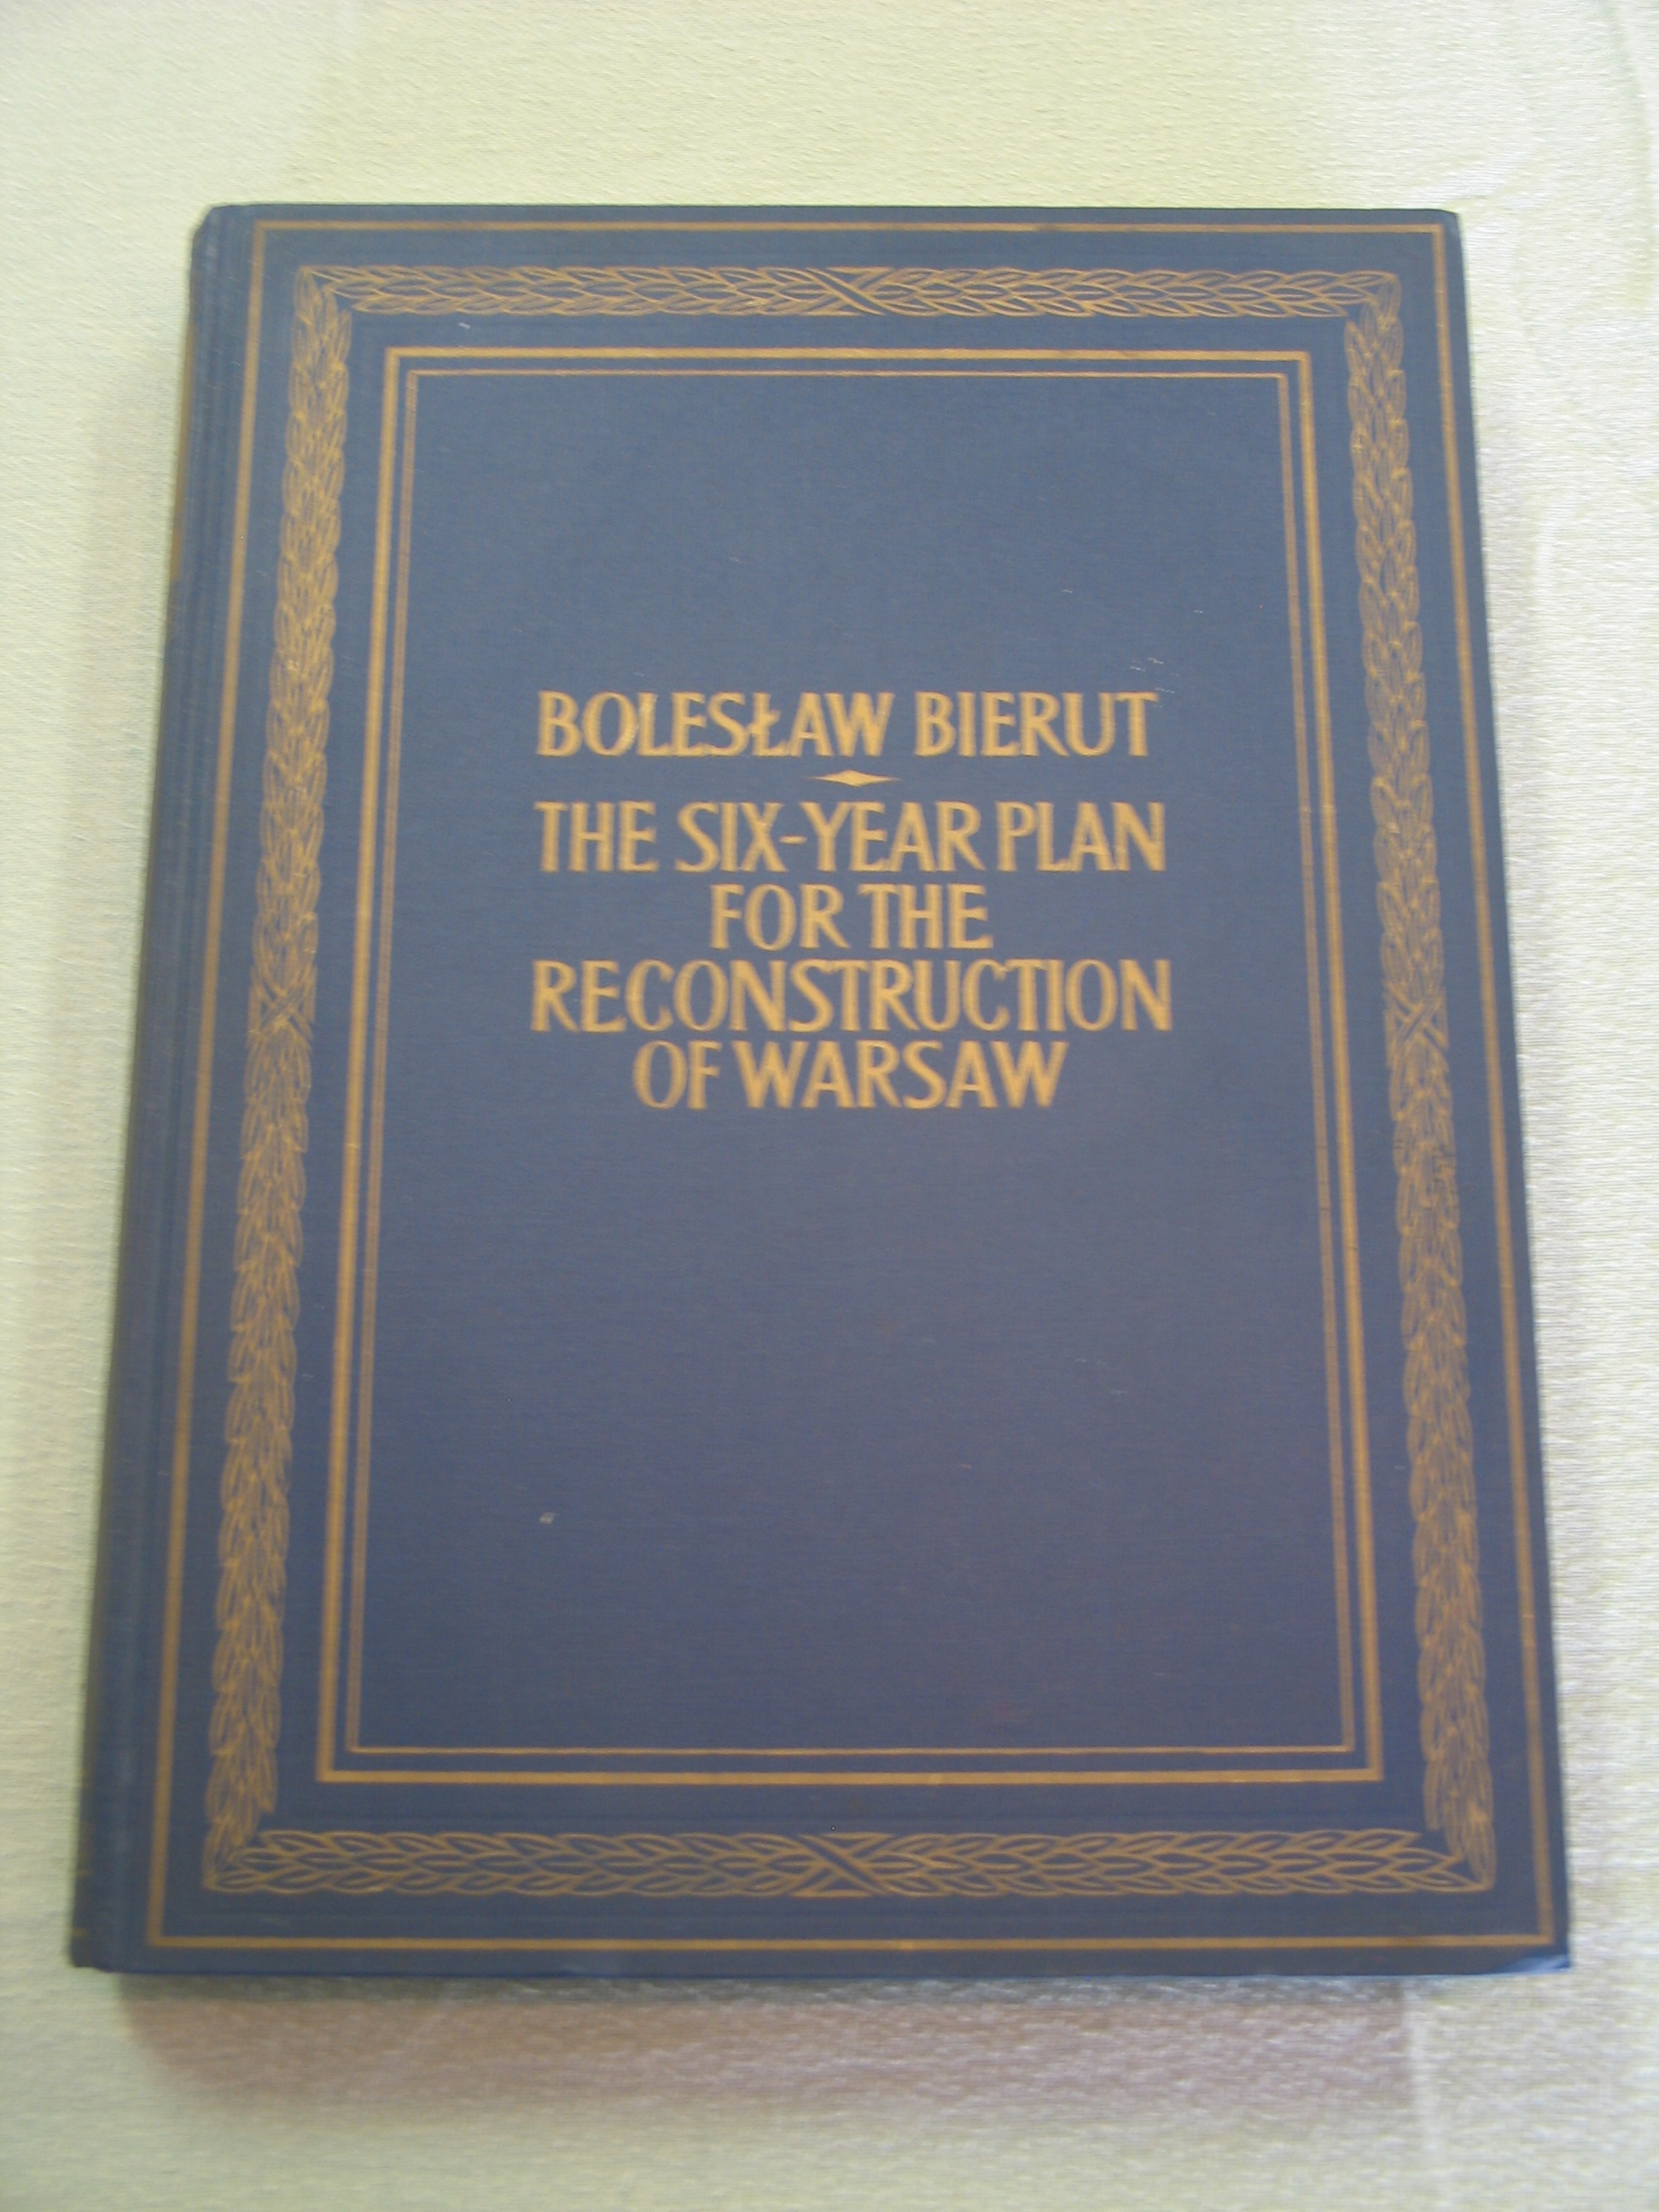 BOLESŁAW BIERUT
THE SIX-YEAR PLAN
FOR THE
RECONSTRUCTION
OF WARSAW